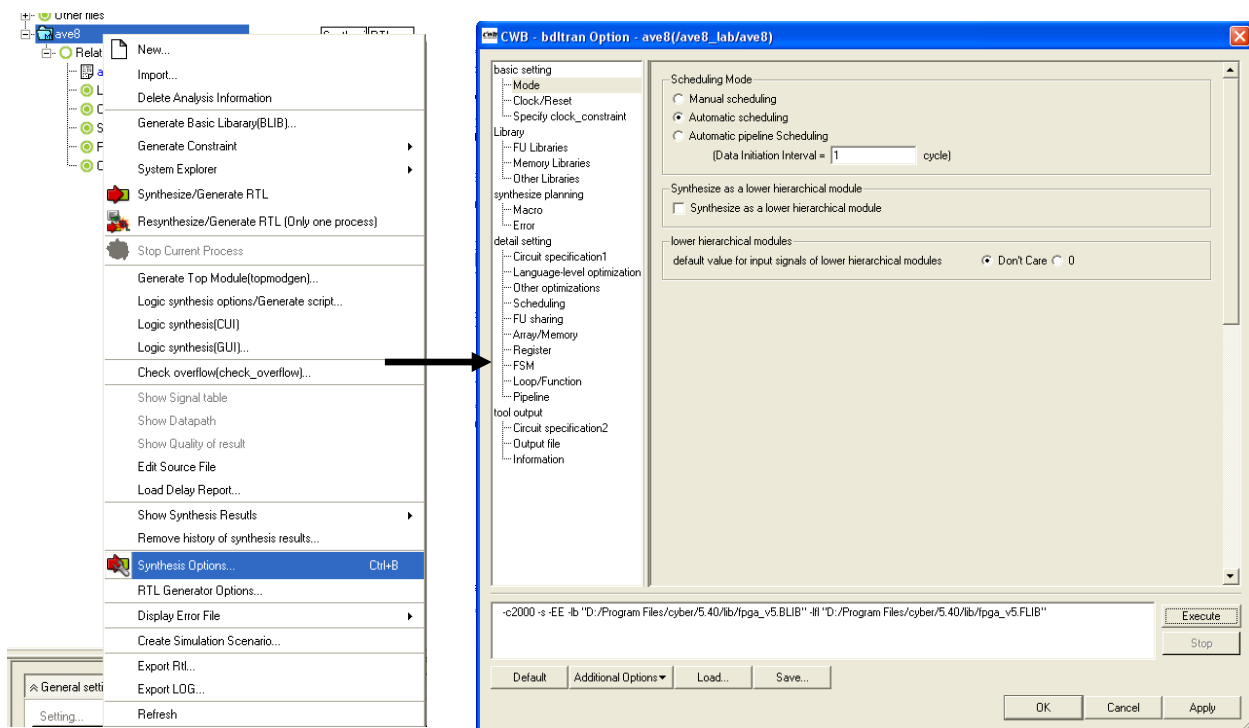 Other files
ave8
Relat
New...
Import...
Delete Analysis Information
Generate Basic Libarary(BLIB)...
Generate Constraint
System Explorer
Synthesize/Generate RTL
Resynthesize/Generate RTL (Only one process)
Stop Current Process
Generate Top Module(topmodgen)...
Logic synthesis options/Generate script...
Logic synthesis(CUI)
Logic synthesis(GUI)...
Check overflow(check_overflow)...
Show Signal table
Show Datapath
Show Quality of result
Edit Source File
Load Delay Report...
Show Synthesis Resutls
Remove history of synthesis results...
Synthesis Options... Ctrl+B
RTL Generator Options...
Display Error File
Create Simulation Scenario...
Export Rtl...
Export LOG...
Refresh
General setti
Setting...
CWB - bdltran Option - ave8(/ave8_lab/ave8)
basic setting
Mode
Clock/Reset
Specify clock_constraint
Library
FU Libraries
Memory Libraries
Other Libraries
synthesize planning
Macro
Error
detail setting
Circuit specification1
Language-level optimization
Other optimizations
Scheduling
FU sharing
Array/Memory
Register
FSM
Loop/Function
Pipeline
tool output
Circuit specification2
Output file
Information
Scheduling Mode
Manual scheduling
Automatic scheduling
Automatic pipeline Scheduling
(Data Initiation Interval = 1 cycle)
Synthesize as a lower hierarchical module
Synthesize as a lower hierarchical module
lower hierarchical modules
default value for input signals of lower hierarchical modules Don't Care 0
-c2000 -s -EE -lb "D:/Program Files/cyber/5.40/lib/fpga_v5.BLIB" -lfl "D:/Program Files/cyber/5.40/lib/fpga_v5.FLIB"
Execute
Stop
Default Additional Options Load... Save...
OK Cancel Apply